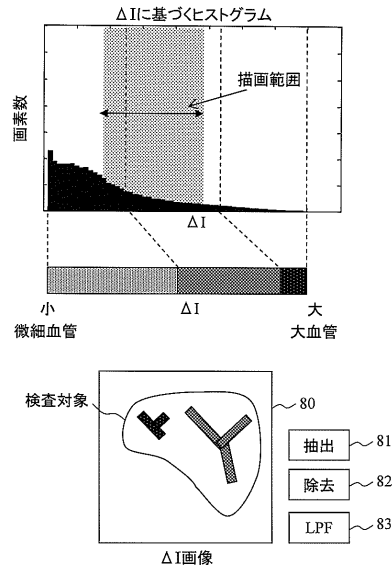 ΔIに基づくヒストグラム
画素数
描画範囲
ΔI
小 ΔI 大
微細血管 大血管
検査対象
80
抽出 81
除去 82
LPF 83
ΔI画像